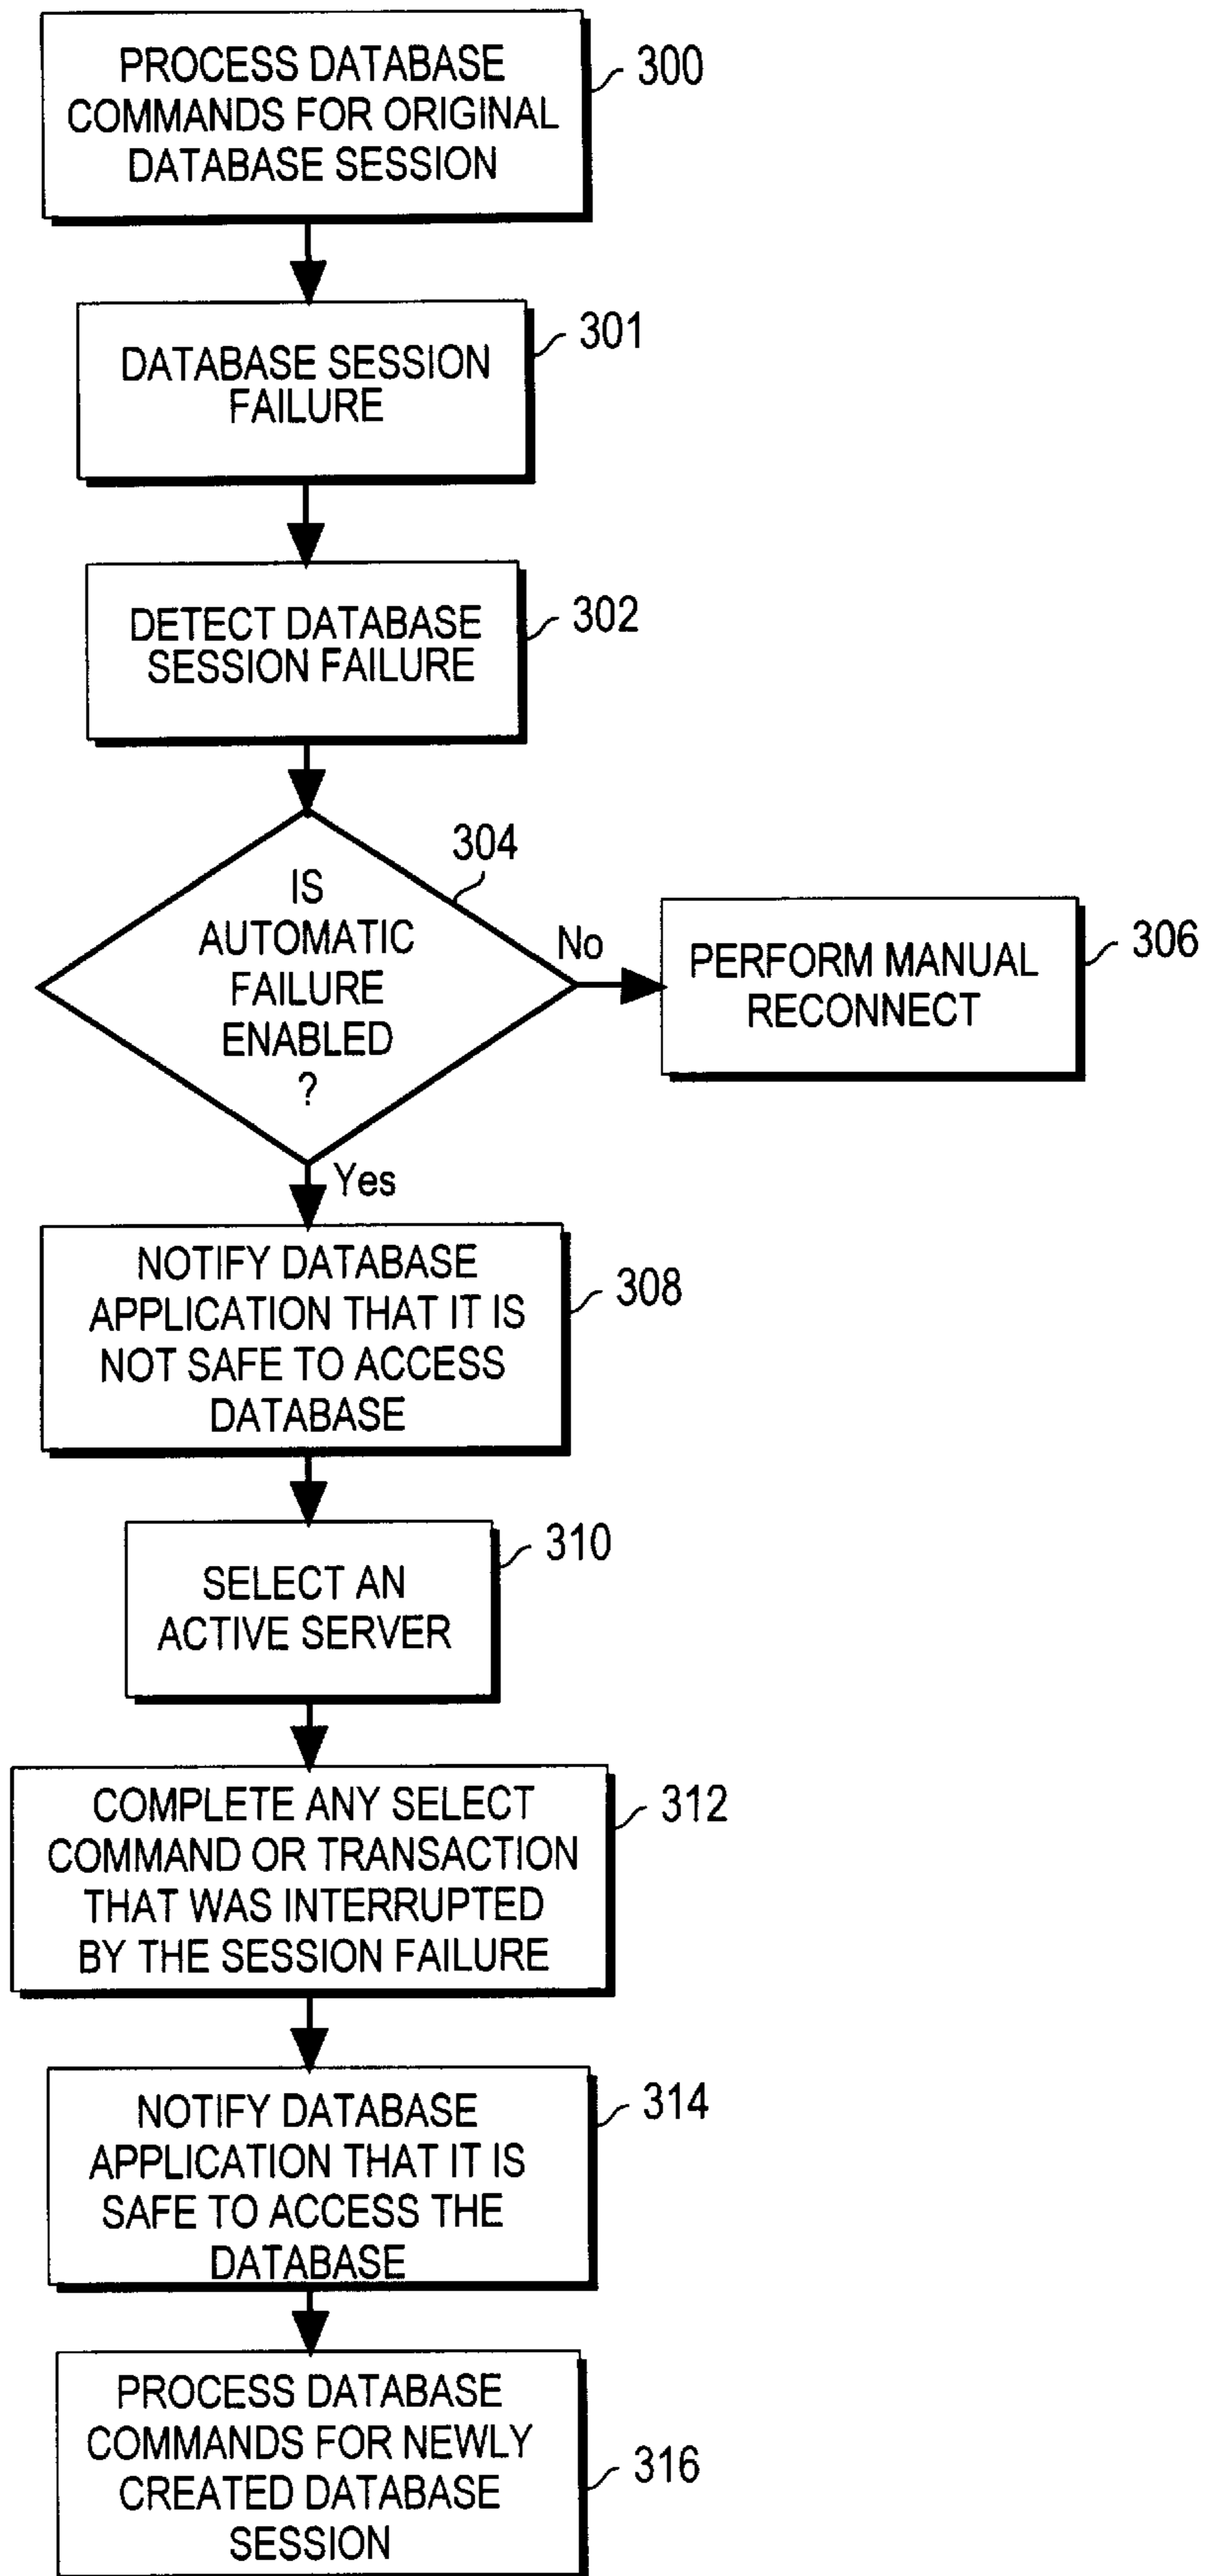 PROCESS DATABASE
COMMANDS FOR ORIGINAL
DATABASE SESSION
300
DATABASE SESSION
FAILURE
301
DETECT DATABASE
SESSION FAILURE
302
304
IS
AUTOMATIC
FAILURE
ENABLED
?
No
PERFORM MANUAL
RECONNECT
306
Yes
NOTIFY DATABASE
APPLICATION THAT IT IS
NOT SAFE TO ACCESS
DATABASE
308
SELECT AN
ACTIVE SERVER
310
COMPLETE ANY SELECT
COMMAND OR TRANSACTION
THAT WAS INTERRUPTED
BY THE SESSION FAILURE
312
NOTIFY DATABASE
APPLICATION THAT IT IS
SAFE TO ACCESS THE
DATABASE
314
PROCESS DATABASE
COMMANDS FOR NEWLY
CREATED DATABASE
SESSION
316